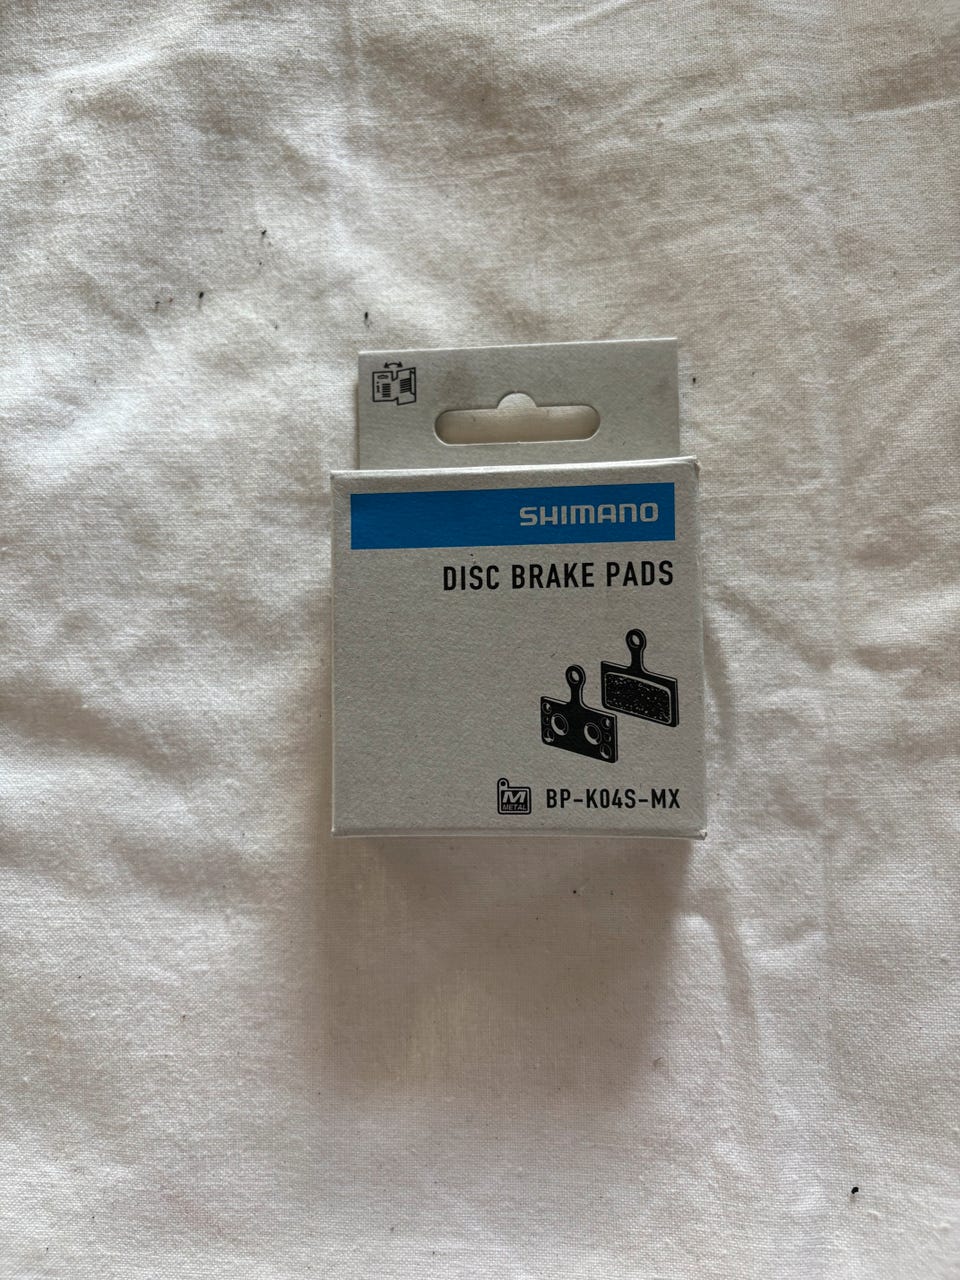 SHIMANO
DISC BRAKE PADS
M
METAL
BP-K04S-MX